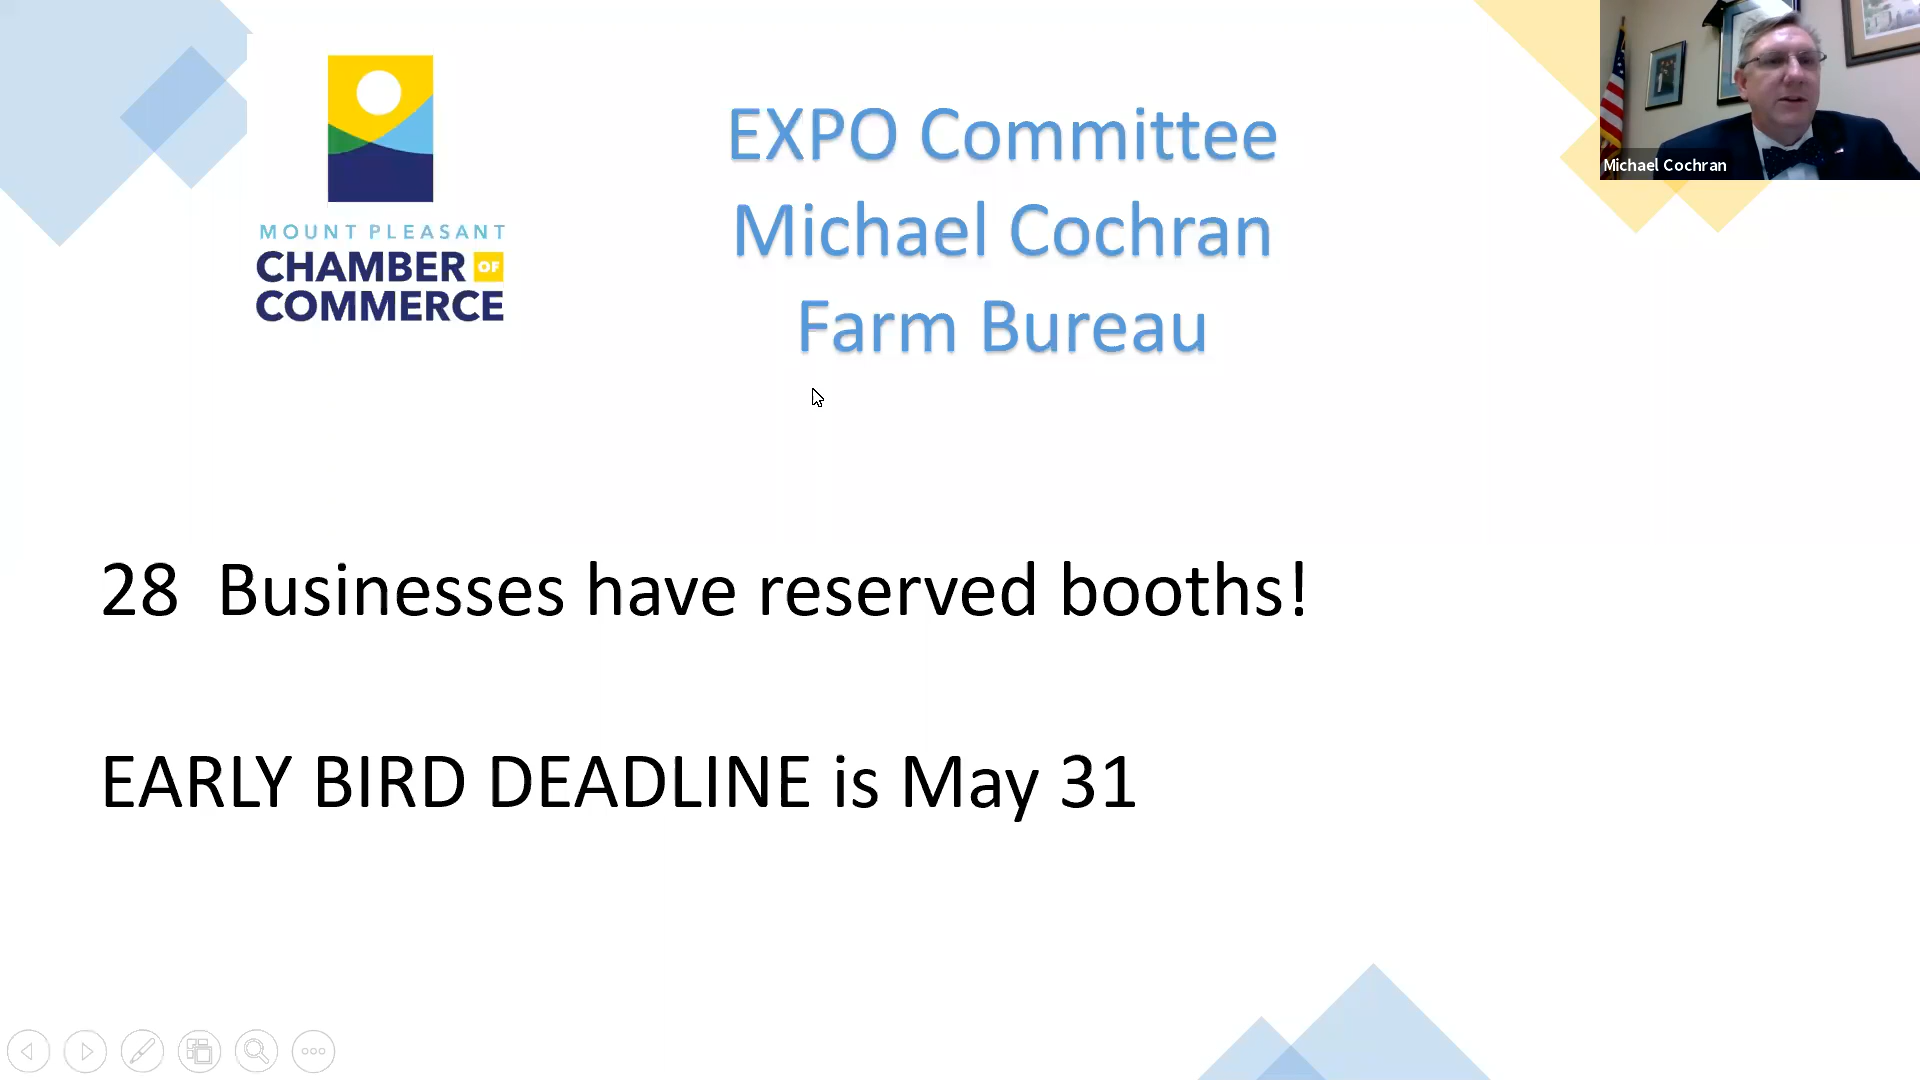 MOUNT PLEASANT
CHAMBER OF
COMMERCE
EXPO Committee
Michael Cochran
Farm Bureau
Michael Cochran
28 Businesses have reserved booths!
EARLY BIRD DEADLINE is May 31